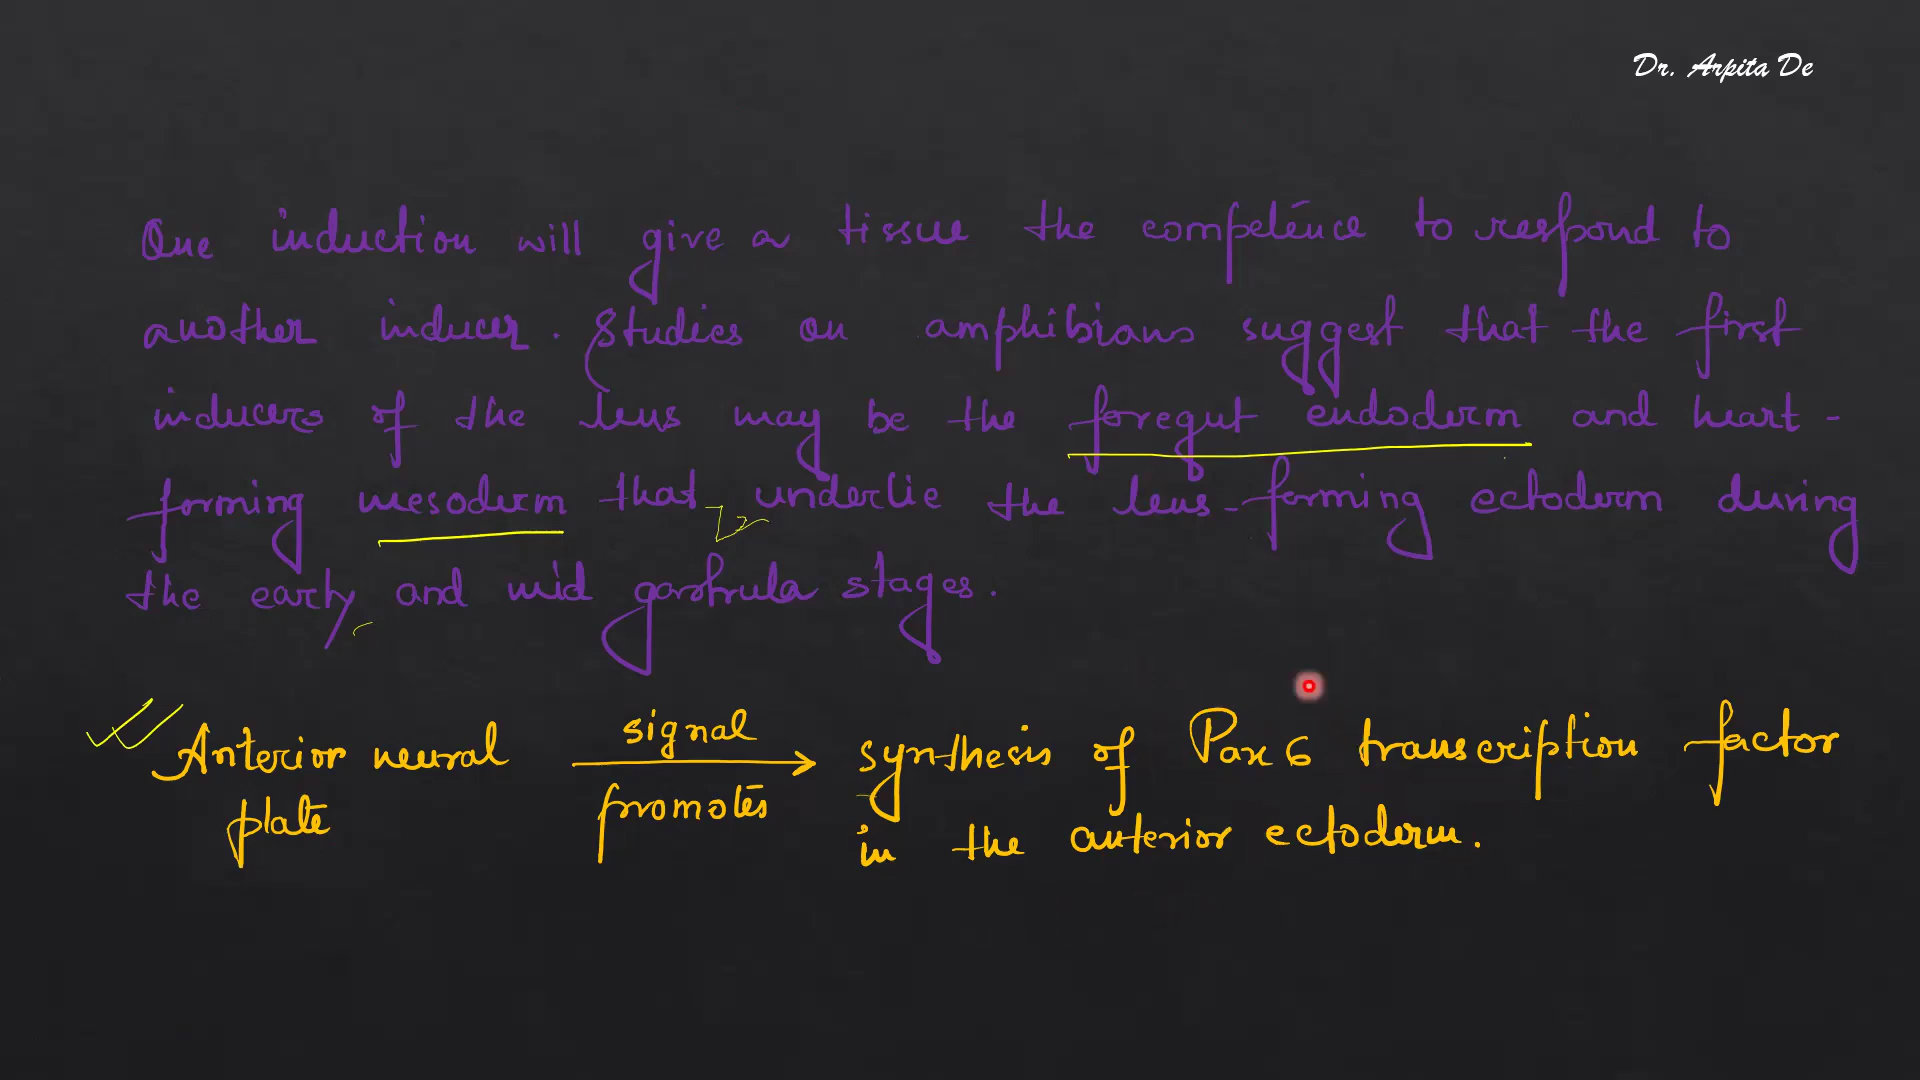 Dr. Arpita De
One induction will give a tissue the competence to respond to
another inducer. Studies on amphibians suggest that the first
inducers of the lens may be the foregut endoderm and heart-
forming mesoderm that underlie the lens-forming ectoderm during
the early and mid gastrula stages.
Anterior neural plate signal promotes synthesis of Pax 6 transcription factor
in the anterior ectoderm.